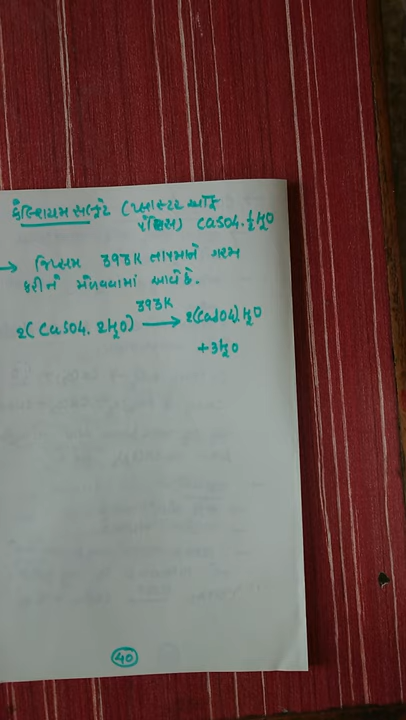 કેલ્શિયમ સલ્ફેટ (પ્લાસ્ટર ઓફ
પેરિસ) CaSO4.½H2O
→ જિપ્સમ 393K તાપમાને ગરમ
કરીને મેળવવામાં આવે છે.
393K
2(CaSO4. 2H2O) ⟶ 2(CaSO4).H2O
+3H2O
40